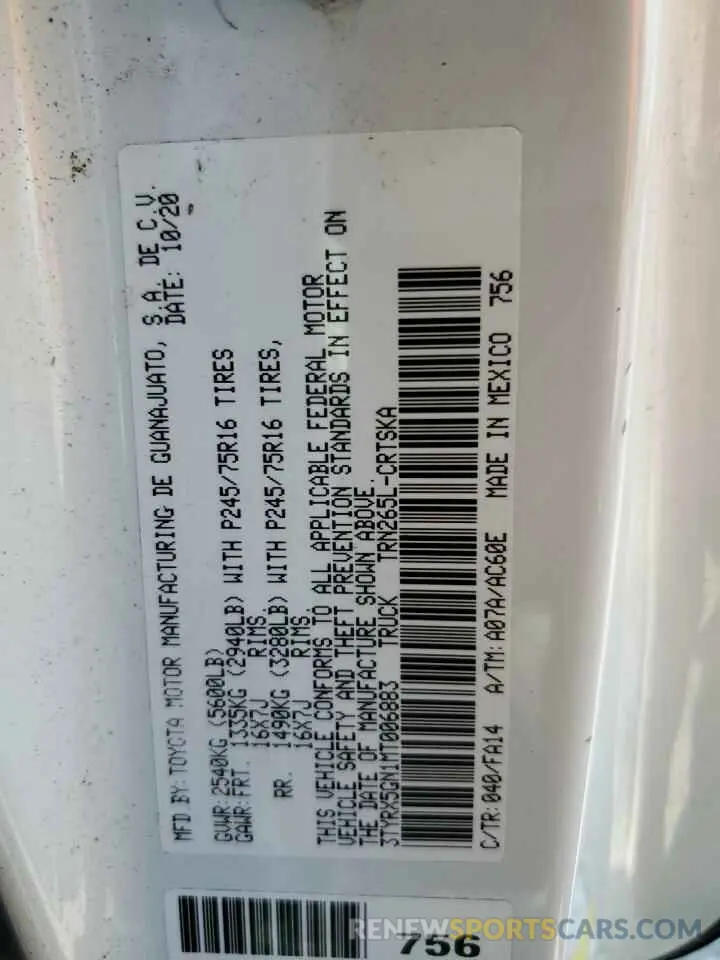 MFD BY: TOYOTA MOTOR MANUFACTURING DE GUANAJUATO, S.A. DE C.V.
DATE: 10/20
GVWR: 2540KG (5600LB)
GAWR: FRT. 1335KG (2940LB) WITH P245/75R16 TIRES
16X7J RIMS,
RR. 1490KG (3280LB) WITH P245/75R16 TIRES,
16X7J RIMS.
THIS VEHICLE CONFORMS TO ALL APPLICABLE FEDERAL MOTOR
VEHICLE SAFETY AND THEFT PREVENTION STANDARDS IN EFFECT ON
THE DATE OF MANUFACTURE SHOWN ABOVE.
3TYRX5GN1MT006883 TRUCK TRN265L-CRTSKA
C/TR: 040/FA14 A/TM: A07A/AC60E MADE IN MEXICO 756
756
RENEWSPORTSCARS.COM